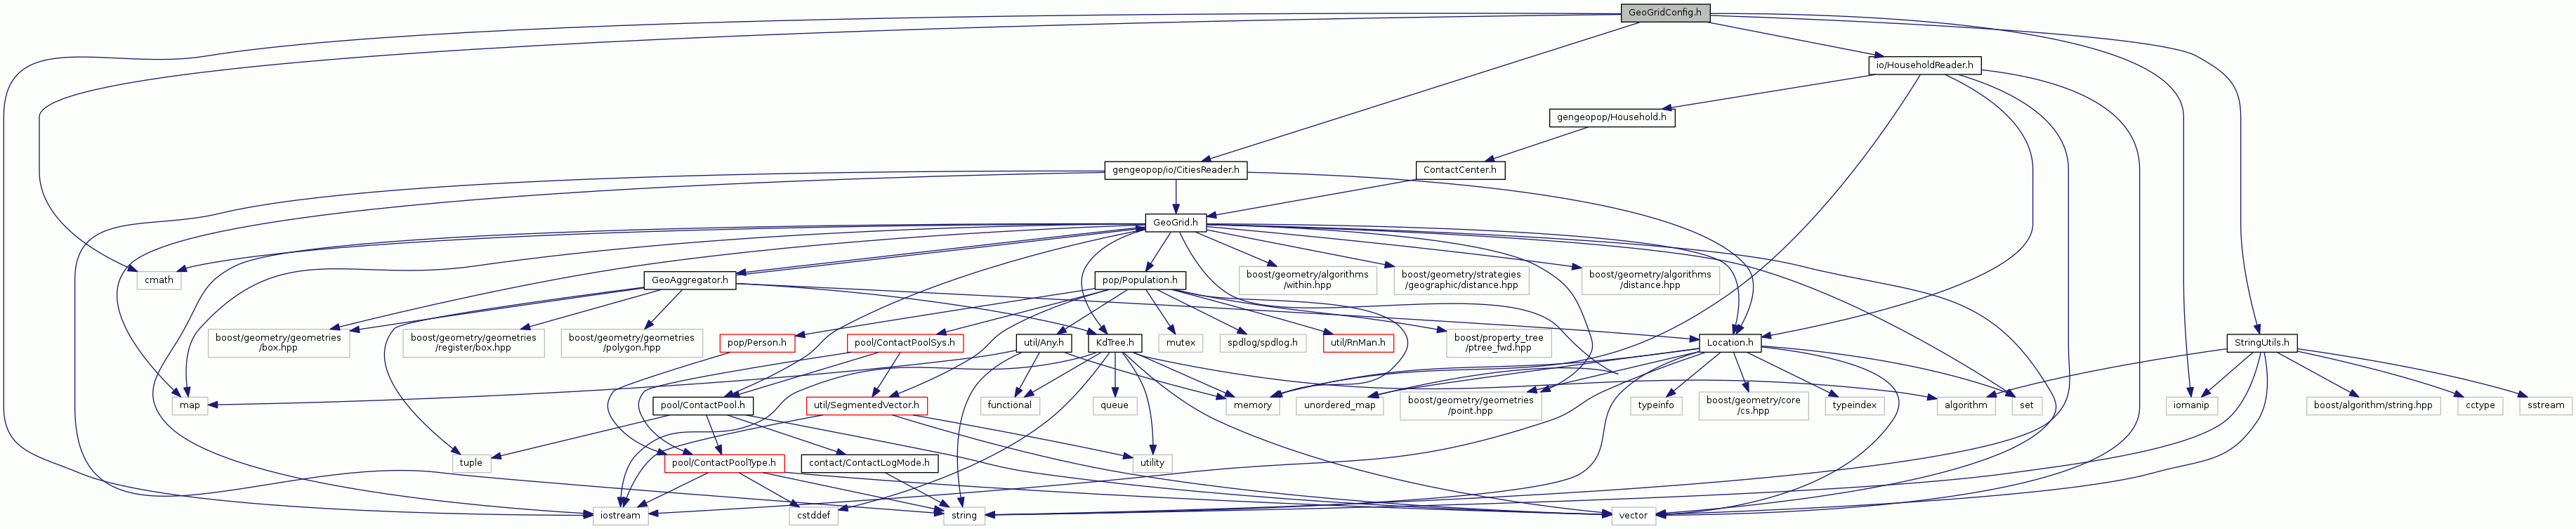 GeoGridConfig.h
io/HouseholdReader.h
gengeopop/Household.h
gengeopop/io/CitiesReader.h
ContactCenter.h
GeoGrid.h
cmath
GeoAggregator.h
pop/Population.h
boost/geometry/algorithms
/within.hpp
boost/geometry/strategies
/geographic/distance.hpp
boost/geometry/algorithms
/distance.hpp
boost/geometry/geometries
/box.hpp
boost/geometry/geometries
/register/box.hpp
boost/geometry/geometries
/polygon.hpp
pop/Person.h
pool/ContactPoolSys.h
util/Any.h
KdTree.h
mutex
spdlog/spdlog.h
util/RnMan.h
boost/property_tree
/ptree_fwd.hpp
Location.h
StringUtils.h
map
pool/ContactPool.h
util/SegmentedVector.h
functional
queue
memory
unordered_map
boost/geometry/geometries
/point.hpp
typeinfo
boost/geometry/core
/cs.hpp
typeindex
algorithm
set
iomanip
boost/algorithm/string.hpp
cctype
sstream
tuple
pool/ContactPoolType.h
contact/ContactLogMode.h
utility
iostream
cstddef
string
vector